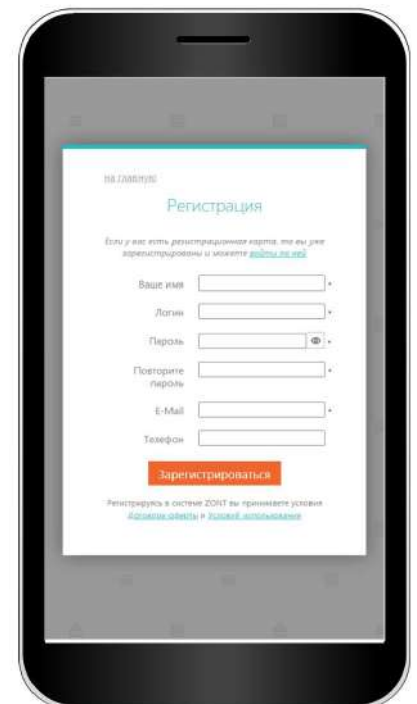 на главную
Регистрация
Если у вас есть регистрационная карта, то вы уже
зарегистрированы и можете войти по ней
Ваше имя *
Логин *
Пароль *
Повторите
пароль *
E-Mail *
Телефон
Зарегистрироваться
Регистрируясь в системе ZONT вы принимаете условия
Договора оферты и Условий использования